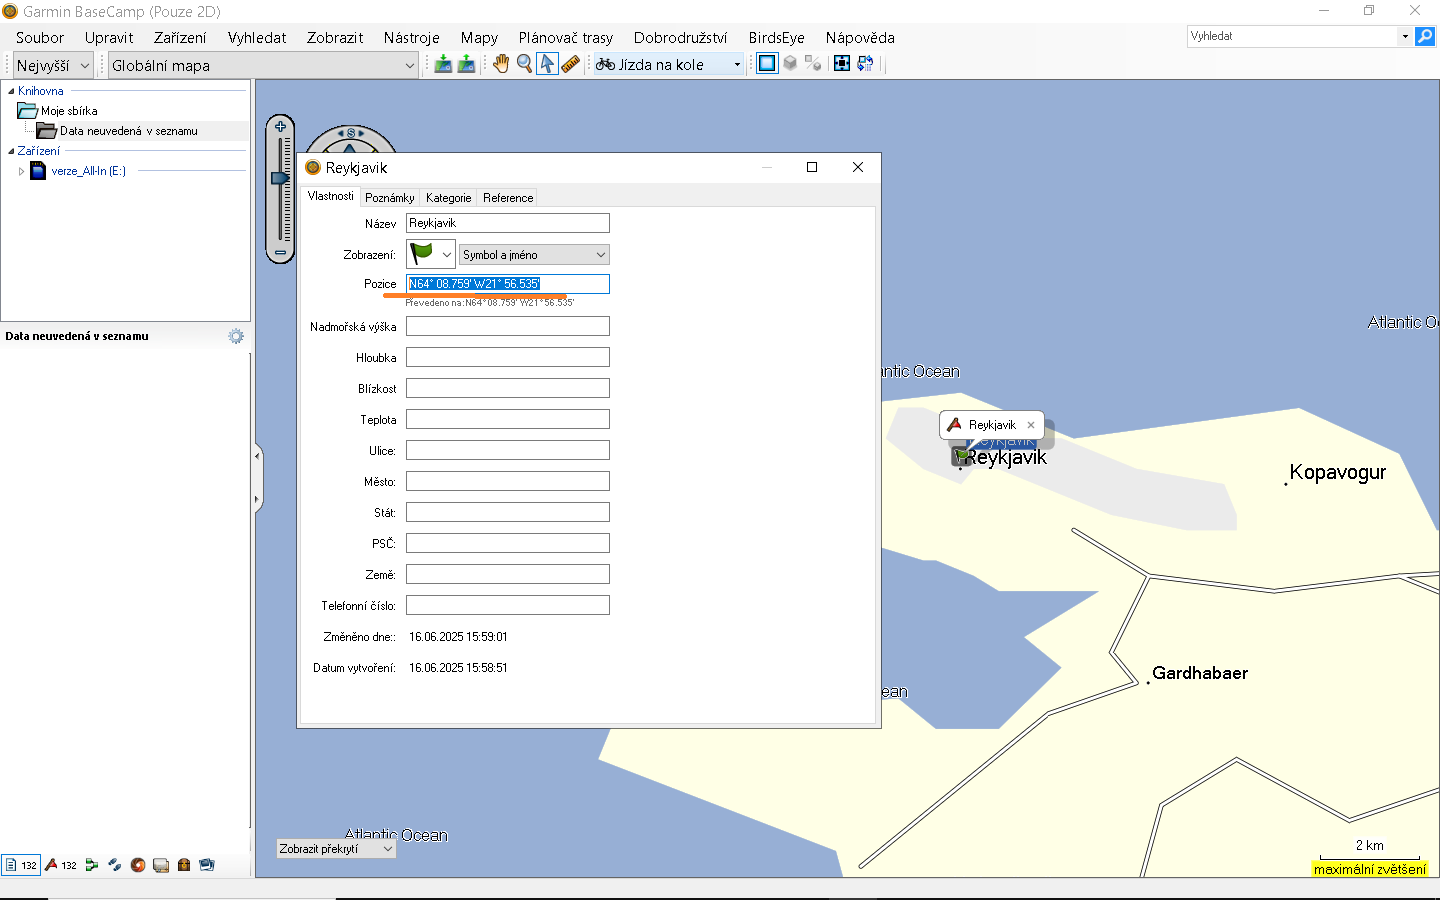 Garmin BaseCamp (Pouze 2D)
Soubor Upravit Zařízení Vyhledat Zobrazit Nástroje Mapy Plánovač trasy Dobrodružství BirdsEye Nápověda
Vyhledat
Nejvyšší Globální mapa Jízda na kole
Knihovna
Moje sbírka
Data neuvedená v seznamu
Zařízení
verze_All-In (E:)
Data neuvedená v seznamu
132 132
S
Reykjavik
Vlastnosti Poznámky Kategorie Reference
Název Reykjavik
Zobrazení: Symbol a jméno
Pozice N64° 08.759' W21° 56.535'
Převedeno na: N64°08.759' W21°56.535'
Nadmořská výška
Hloubka
Blízkost
Teplota
Ulice:
Město:
Stát:
PSČ:
Země:
Telefonní číslo:
Změněno dne:: 16.06.2025 15:59:01
Datum vytvoření: 16.06.2025 15:58:51
Atlantic O
ntic Ocean
Reykjavik
Reykjavik
Reykjavik
Kopavogur
Gardhabaer
ean
Atlantic Ocean
Zobrazit překrytí
2 km
maximální zvětšení